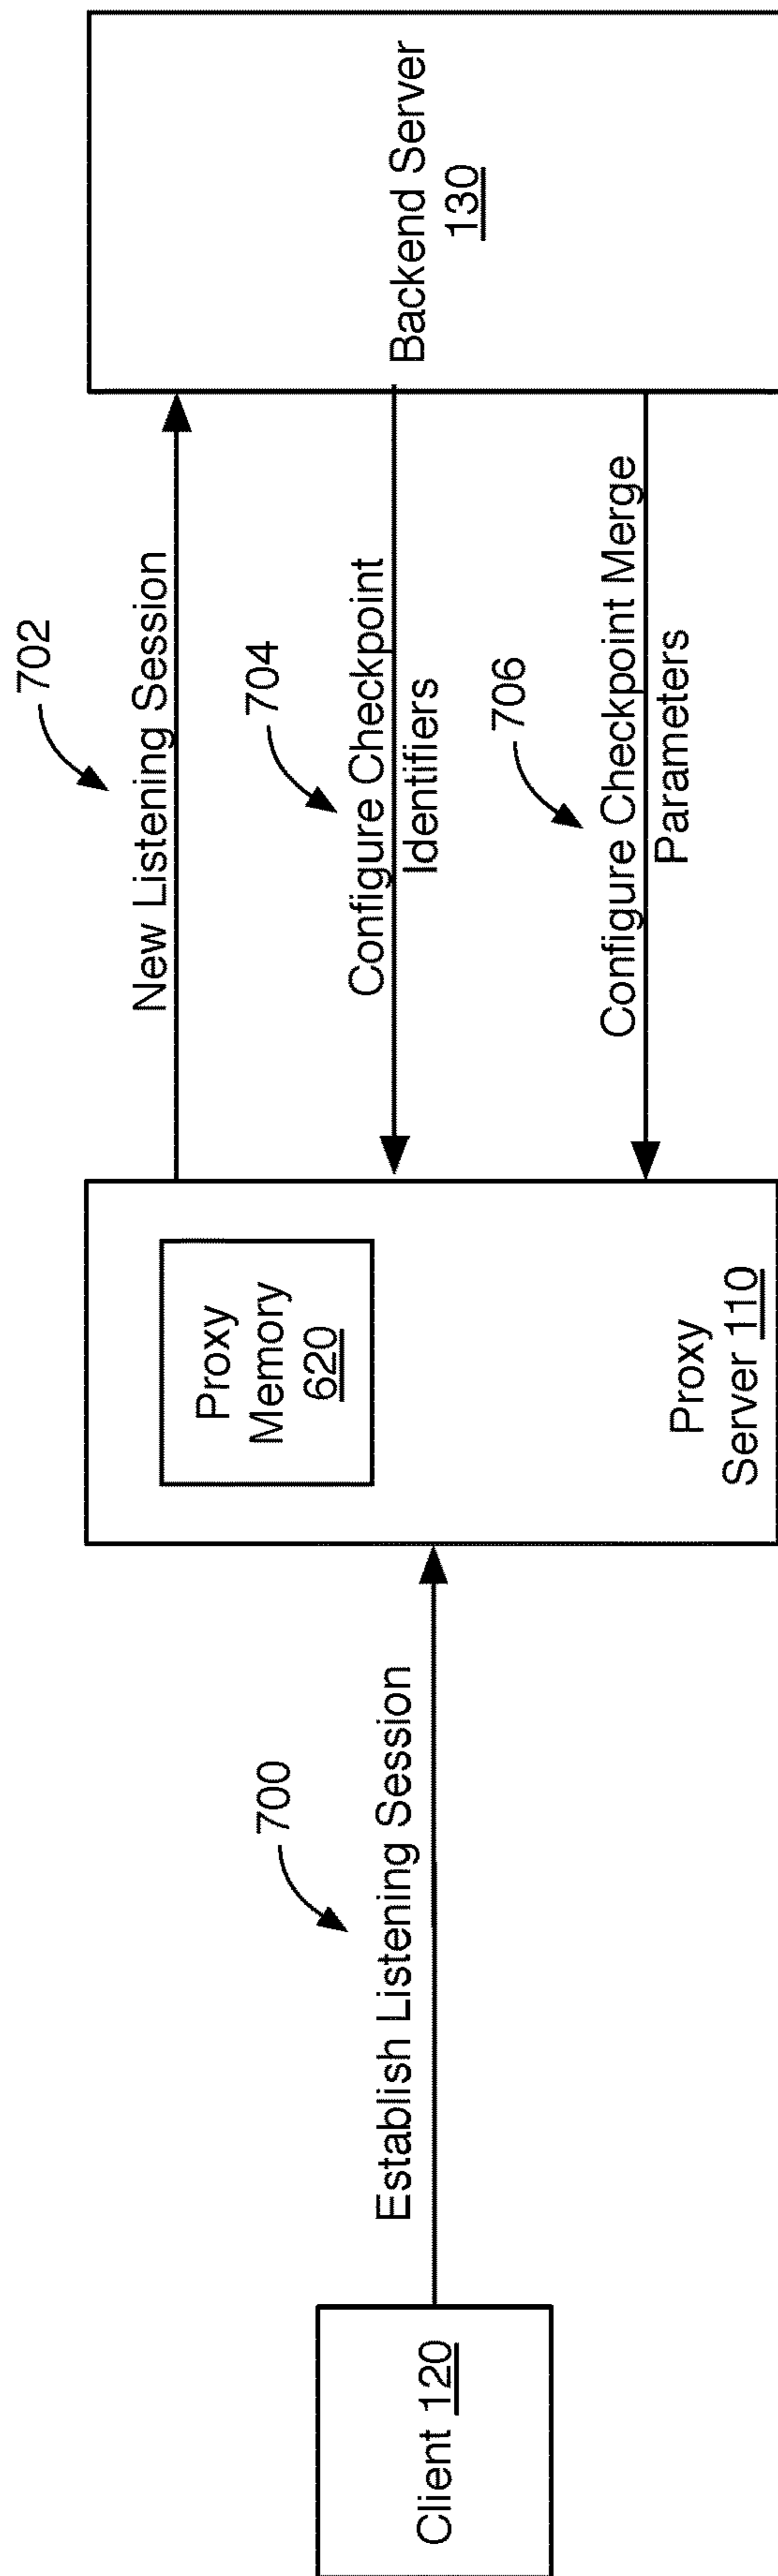 702
New Listening Session
704
Configure Checkpoint
Identifiers
706
Configure Checkpoint Merge
Parameters
Backend Server
130
Proxy
Memory
620
Proxy
Server 110
700
Establish Listening Session
Client 120